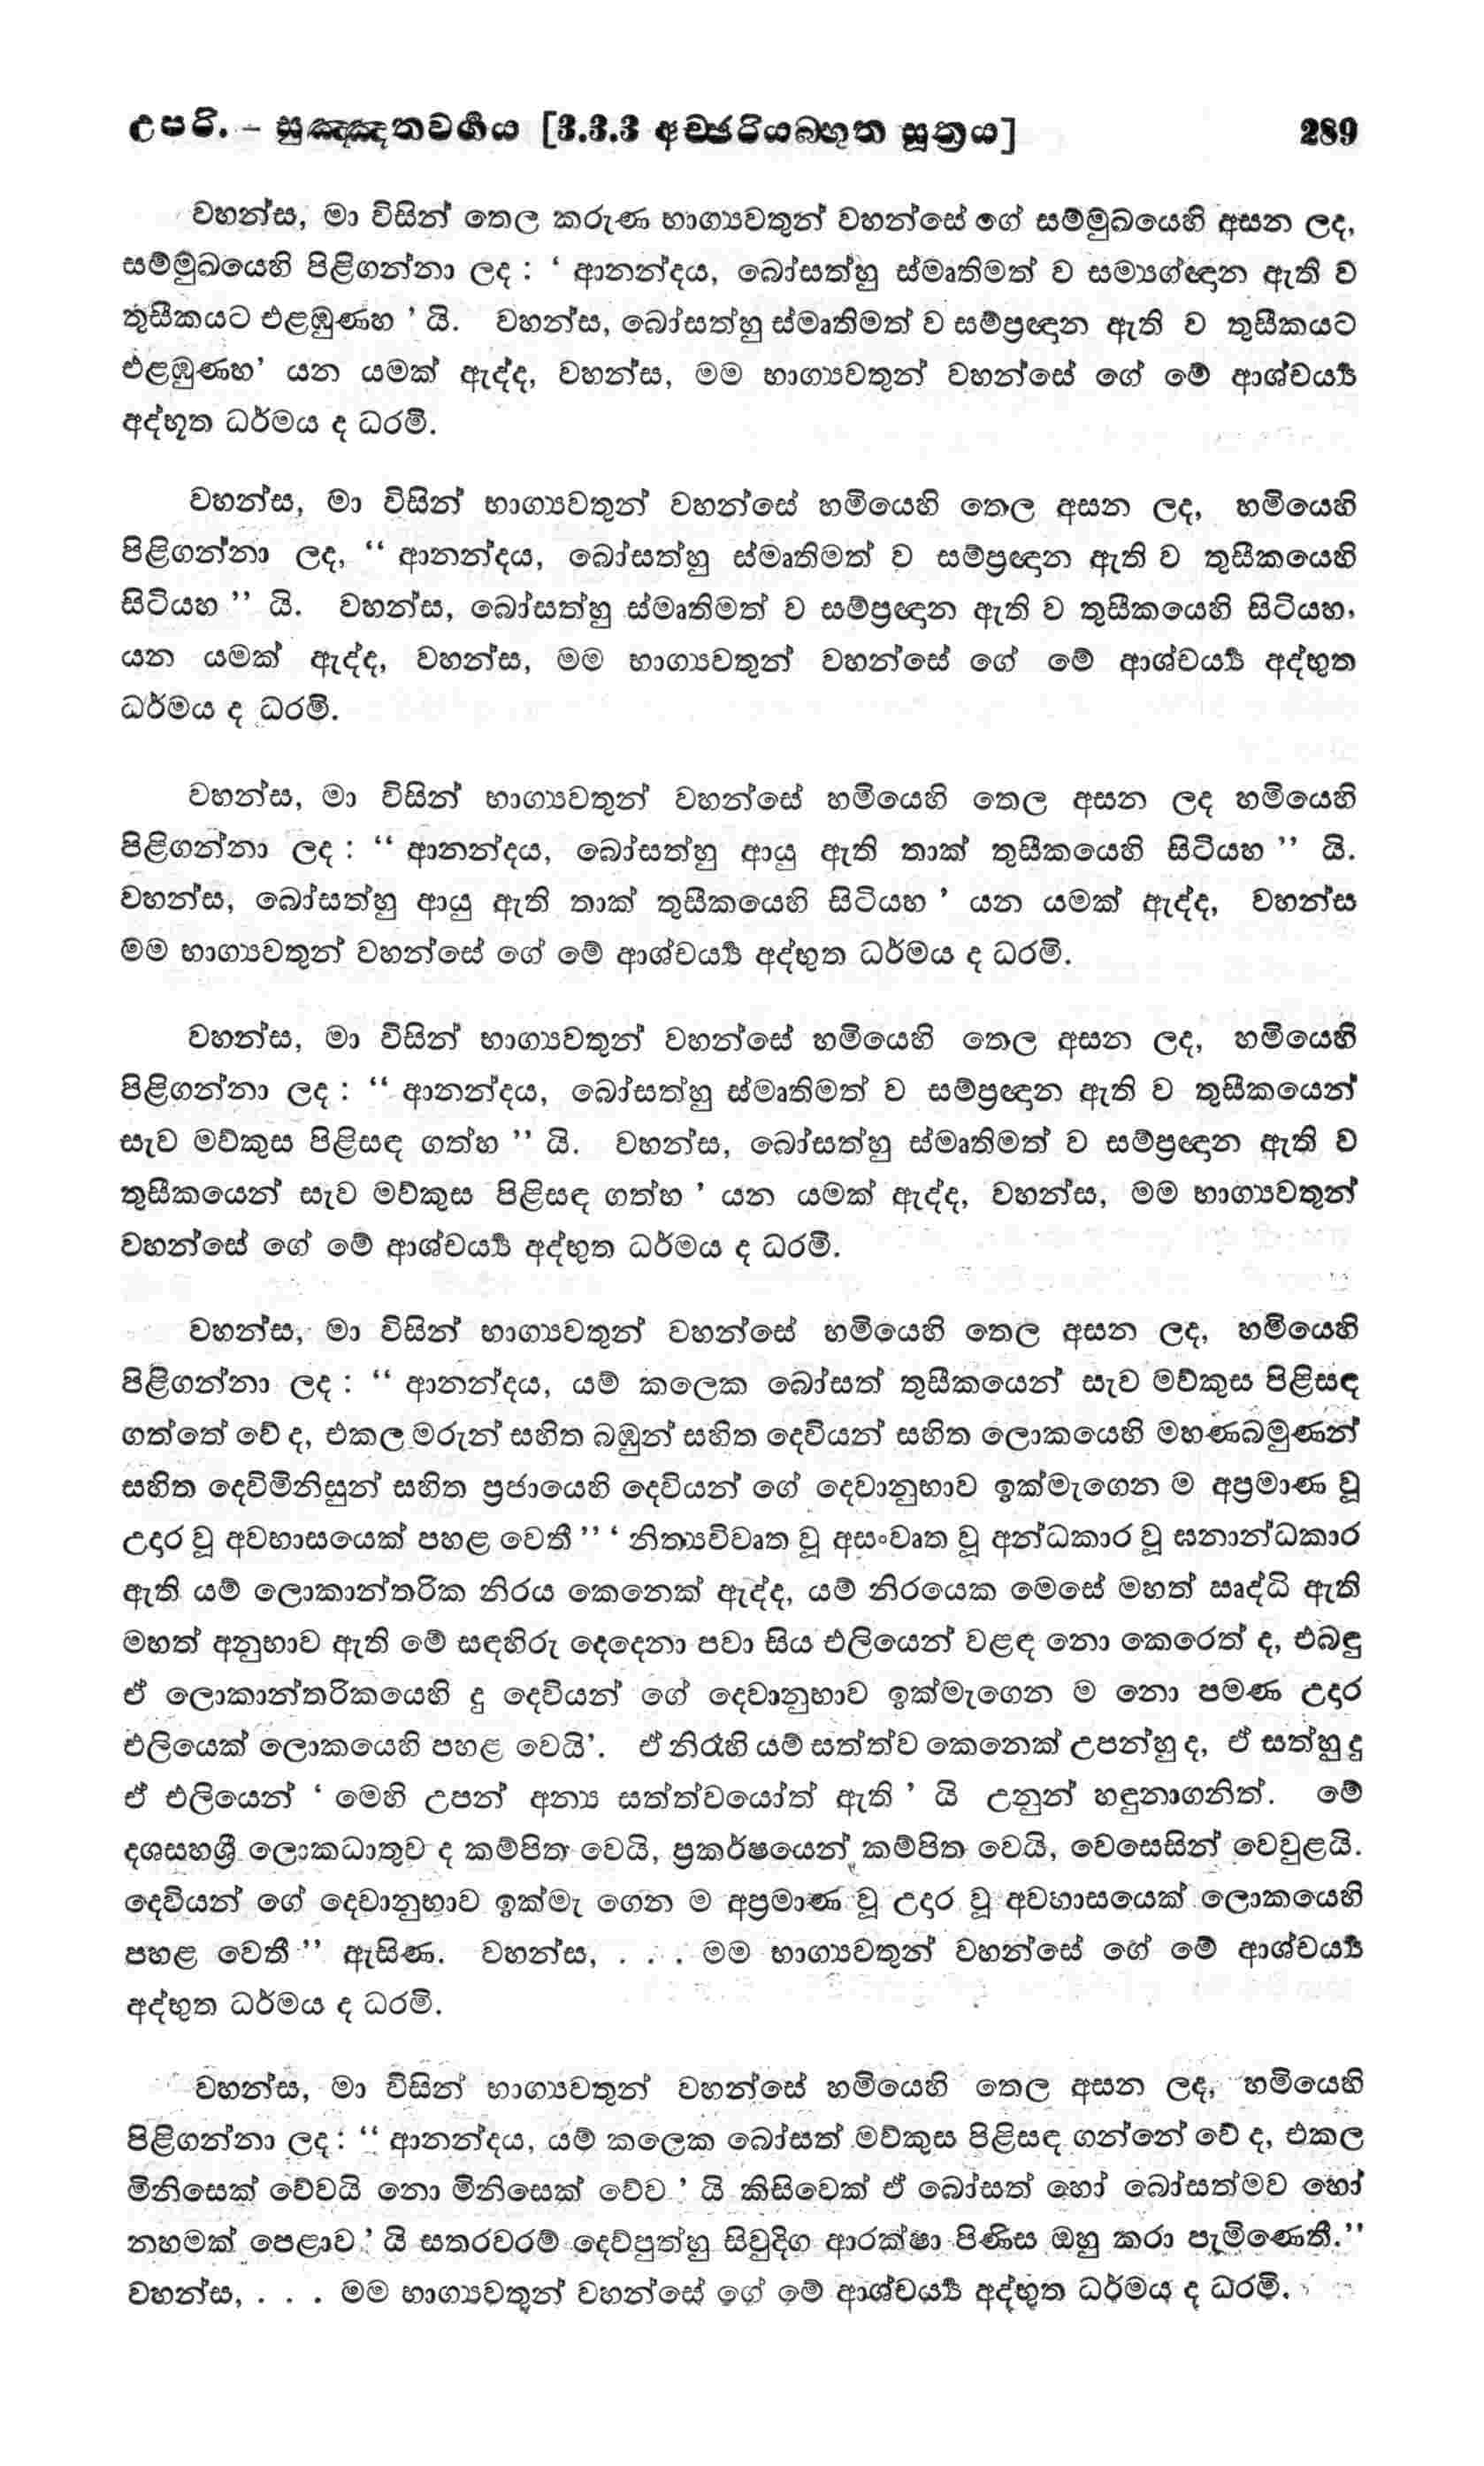 උපරි. – සුඤ්ඤතවර්‍ගය [3.3.3 අච්ඡරියබ්භුත සූත්‍රය] 289
වහන්ස, මා විසින් තෙල කරුණ භාග්‍යවතුන් වහන්සේ ගේ සම්මුඛයෙහි අසන ලද,
සම්මුඛයෙහි පිළිගන්නා ලද : ‘ ආනන්දය, බෝසත්හු ස්මෘතිමත් ව සම්‍යග්ඥාන ඇති ව
තුසීකයට එළඹුණහ ’ යි. වහන්ස, බෝසත්හු ස්මෘතිමත් ව සම්ප්‍රඥාන ඇති ව තුසීකයට
එළඹුණහ’ යන යමක් ඇද්ද, වහන්ස, මම භාග්‍යවතුන් වහන්සේ ගේ මේ ආශ්චර්‍ය්‍ය
අද්භූත ධර්මය ද ධරමි.
වහන්ස, මා විසින් භාග්‍යවතුන් වහන්සේ හමියෙහි තෙල අසන ලද, හමියෙහි
පිළිගන්නා ලද, “ ආනන්දය, බෝසත්හු ස්මෘතිමත් ව සම්ප්‍රඥාන ඇති ව තුසීකයෙහි
සිටියහ ” යි. වහන්ස, බෝසත්හු ස්මෘතිමත් ව සම්ප්‍රඥාන ඇති ව තුසීකයෙහි සිටියහ,
යන යමක් ඇද්ද, වහන්ස, මම භාග්‍යවතුන් වහන්සේ ගේ මේ ආශ්චර්‍ය්‍ය අද්භුත
ධර්මය ද ධරමි.
වහන්ස, මා විසින් භාග්‍යවතුන් වහන්සේ හමියෙහි තෙල අසන ලද හමියෙහි
පිළිගන්නා ලද : “ ආනන්දය, බෝසත්හු ආයු ඇති තාක් තුසීකයෙහි සිටියහ ” යි.
වහන්ස, බෝසත්හු ආයු ඇති තාක් තුසීකයෙහි සිටියහ ’ යන යමක් ඇද්ද, වහන්ස
මම භාග්‍යවතුන් වහන්සේ ගේ මේ ආශ්චර්‍ය්‍ය අද්භුත ධර්මය ද ධරමි.
වහන්ස, මා විසින් භාග්‍යවතුන් වහන්සේ හමියෙහි තෙල අසන ලද, හමියෙහි
පිළිගන්නා ලද : “ ආනන්දය, බෝසත්හු ස්මෘතිමත් ව සම්ප්‍රඥාන ඇති ව තුසීකයෙන්
සැව මව්කුස පිළිසඳ ගත්හ ” යි. වහන්ස, බෝසත්හු ස්මෘතිමත් ව සම්ප්‍රඥාන ඇති ව
තුසීකයෙන් සැව මව්කුස පිළිසඳ ගත්හ ’ යන යමක් ඇද්ද, වහන්ස, මම භාග්‍යවතුන්
වහන්සේ ගේ මේ ආශ්චර්‍ය්‍ය අද්භුත ධර්මය ද ධරමි.
වහන්ස, මා විසින් භාග්‍යවතුන් වහන්සේ හමියෙහි තෙල අසන ලද, හමියෙහි
පිළිගන්නා ලද : “ ආනන්දය, යම් කලෙක බෝසත් තුසීකයෙන් සැව මව්කුස පිළිසඳ
ගත්තේ වේ ද, එකල මරුන් සහිත බඹුන් සහිත දෙවියන් සහිත ලොකයෙහි මහණබමුණන්
සහිත දෙවිමිනිසුන් සහිත ප්‍රජායෙහි දෙවියන් ගේ දෙවානුභාව ඉක්මැගෙන ම අප්‍රමාණ වූ
උදාර වූ අවභාසයෙක් පහළ වෙතී ” ‘ නිත්‍යවිවෘත වූ අසංවෘත වූ අන්ධකාර වූ ඝනාන්ධකාර
ඇති යම් ලොකාන්තරික නිරය කෙනෙක් ඇද්ද, යම් නිරයෙක මෙසේ මහත් ඍද්ධි ඇති
මහත් අනුභාව ඇති මේ සඳහිරු දෙදෙනා පවා සිය එලියෙන් වළඳ නො කෙරෙත් ද, එබඳු
ඒ ලොකාන්තරිකයෙහි දු දෙවියන් ගේ දෙවානුභාව ඉක්මැගෙන ම නො පමණ උදාර
එලියෙක් ලොකයෙහි පහළ වෙයි’. ඒ නිරෑහි යම් සත්ත්ව කෙනෙක් උපන්හු ද, ඒ සත්හු දු
ඒ එලියෙන් ‘ මෙහි උපන් අන්‍ය සත්ත්වයෝත් ඇති ’ යි උනුන් හඳුනාගනිත්. මේ
දශසහශ්‍රී ලොකධාතුව ද කම්පිත වෙයි, ප්‍රකර්ෂයෙන් කම්පිත වෙයි, වෙසෙසින් වෙවුළයි.
දෙවියන් ගේ දෙවානුභාව ඉක්මැ ගෙන ම අප්‍රමාණ වූ උදාර වූ අවභාසයෙක් ලොකයෙහි
පහළ වෙතී ” ඇසිණ. වහන්ස, . . . මම භාග්‍යවතුන් වහන්සේ ගේ මේ ආශ්චර්‍ය්‍ය
අද්භුත ධර්මය ද ධරමි.
වහන්ස, මා විසින් භාග්‍යවතුන් වහන්සේ හමියෙහි තෙල අසන ලද, හමියෙහි
පිළිගන්නා ලද : “ ආනන්දය, යම් කලෙක බෝසත් මව්කුස පිළිසඳ ගන්නේ වේ ද, එකල
මිනිසෙක් වේවයි නො මිනිසෙක් වේව ’ යි කිසිවෙක් ඒ බෝසත් හෝ බෝසත්මව හෝ
නහමක් පෙළාව ’ යි සතරවරම් දෙව්පුත්හු සිවුදිග ආරක්ෂා පිණිස ඔහු කරා පැමිණෙතී.”
වහන්ස, . . . මම භාග්‍යවතුන් වහන්සේ ගේ මේ ආශ්චර්‍ය්‍ය අද්භුත ධර්මය ද ධරමි.